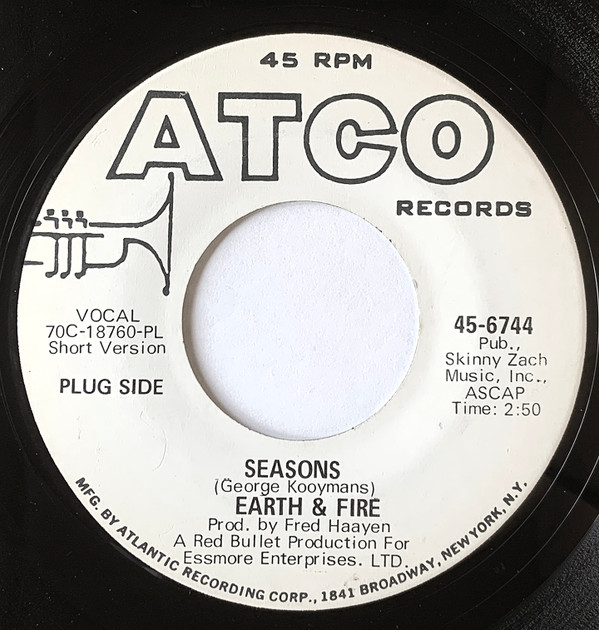 45 RPM
ATCO
RECORDS
VOCAL
70C-18760-PL
Short Version
PLUG SIDE
45-6744
Pub.,
Skinny Zach
Music, Inc.,
ASCAP
Time: 2:50
SEASONS
(George Kooymans)
EARTH & FIRE
Prod. by Fred Haayen
A Red Bullet Production For
Essmore Enterprises. LTD.
MFG. BY ATLANTIC RECORDING CORP., 1841 BROADWAY, NEW YORK, N.Y.